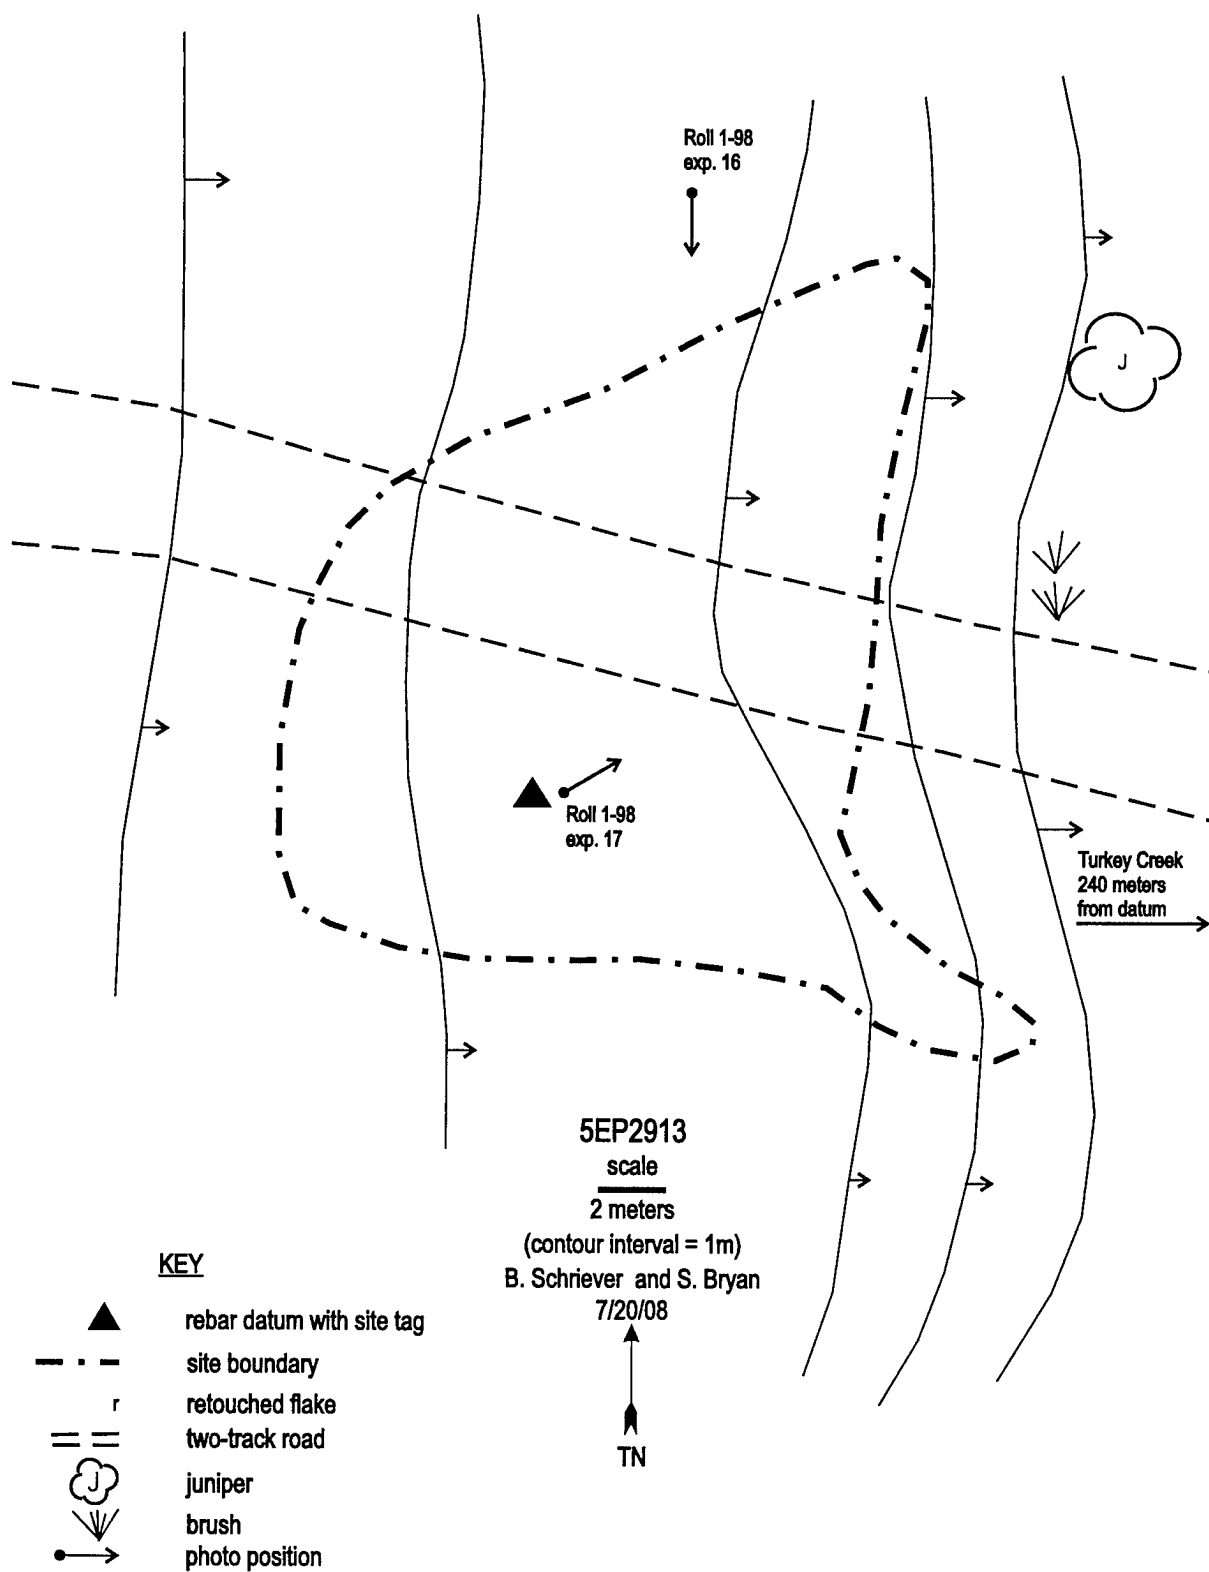 Roll 1-98
exp. 16
J
Roll 1-98
exp. 17
Turkey Creek
240 meters
from datum
5EP2913
scale
2 meters
(contour interval = 1m)
B. Schriever and S. Bryan
7/20/08
TN
KEY
rebar datum with site tag
site boundary
r retouched flake
two-track road
J juniper
brush
photo position